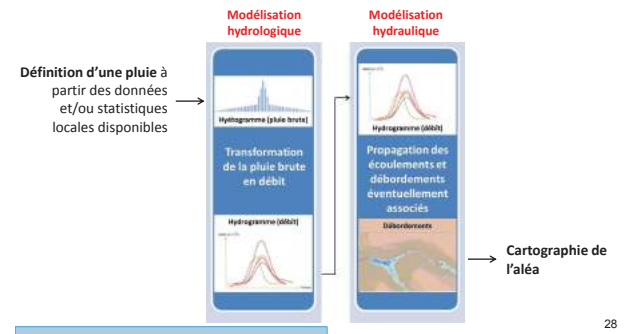 Modélisation
hydrologique
Modélisation
hydraulique
Définition d'une pluie à
partir des données
et/ou statistiques
locales disponibles
Hyétogramme (pluie brute)
Transformation
de la pluie brute
en débit
Hydrogramme (débit)
Hydrogramme (débit)
Propagation des
écoulements et
débordements
éventuellement
associés
Débordements
Cartographie de
l'aléa
28